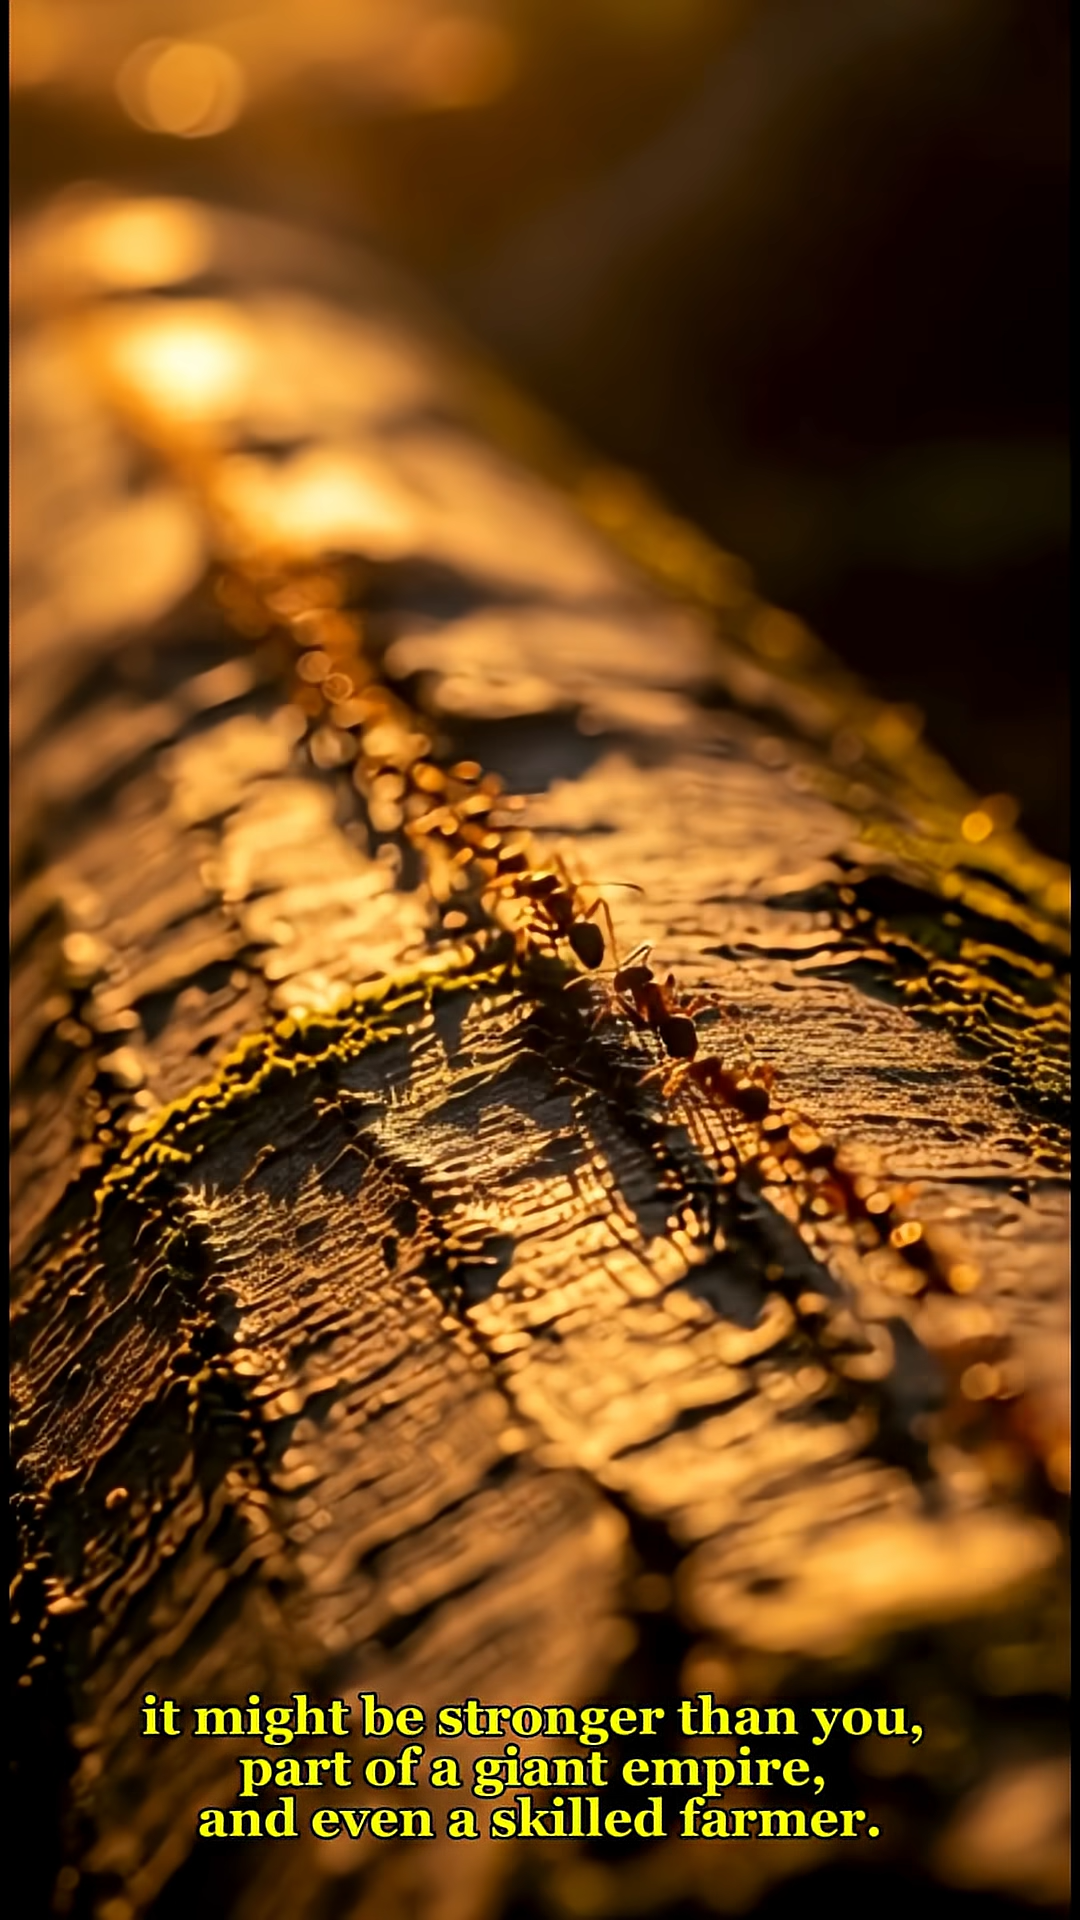 it might be stronger than you,
part of a giant empire,
and even a skilled farmer.